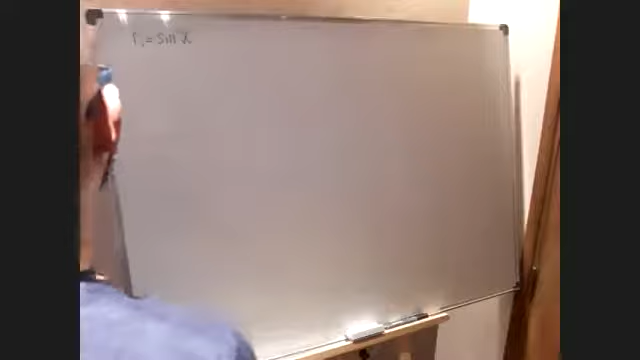 f₁ = sin x